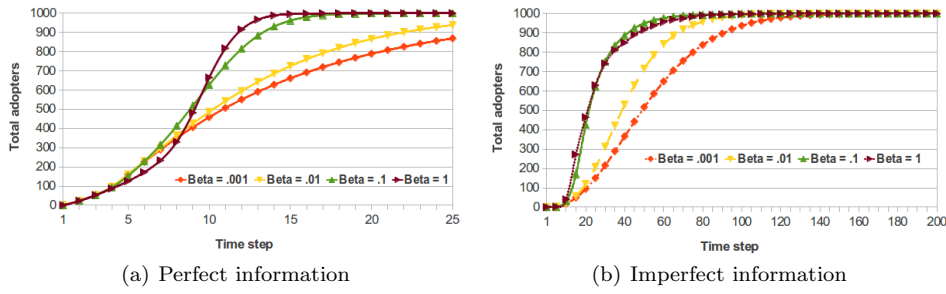 Total adopters
1000
900
800
700
600
500
400
300
200
100
0
Beta = .001 Beta = .01 Beta = .1 Beta = 1
1 5 10 15 20 25
Time step
(a) Perfect information
Total adopters
1000
900
800
700
600
500
400
300
200
100
0
Beta = .001 Beta = .01 Beta = .1 Beta = 1
1 20 40 60 80 100 120 140 160 180 200
Time step
(b) Imperfect information